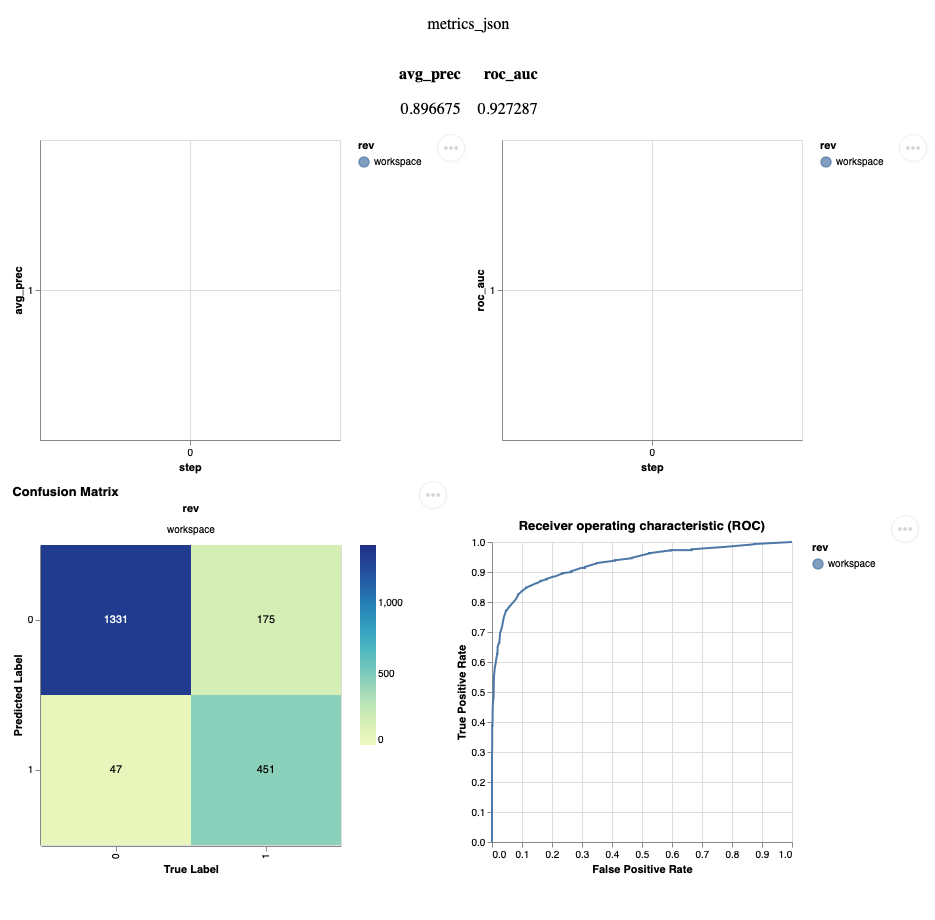 metrics_json
avg_prec roc_auc
0.896675 0.927287
rev
workspace
avg_prec
1
0
step
rev
workspace
roc_auc
1
0
step
Confusion Matrix
rev
workspace
Predicted Label
0
1331
175
1
47
451
0
1
True Label
1,000
500
0
Receiver operating characteristic (ROC)
rev
workspace
True Positive Rate
1.0
0.9
0.8
0.7
0.6
0.5
0.4
0.3
0.2
0.1
0.0
0.0 0.1 0.2 0.3 0.4 0.5 0.6 0.7 0.8 0.9 1.0
False Positive Rate